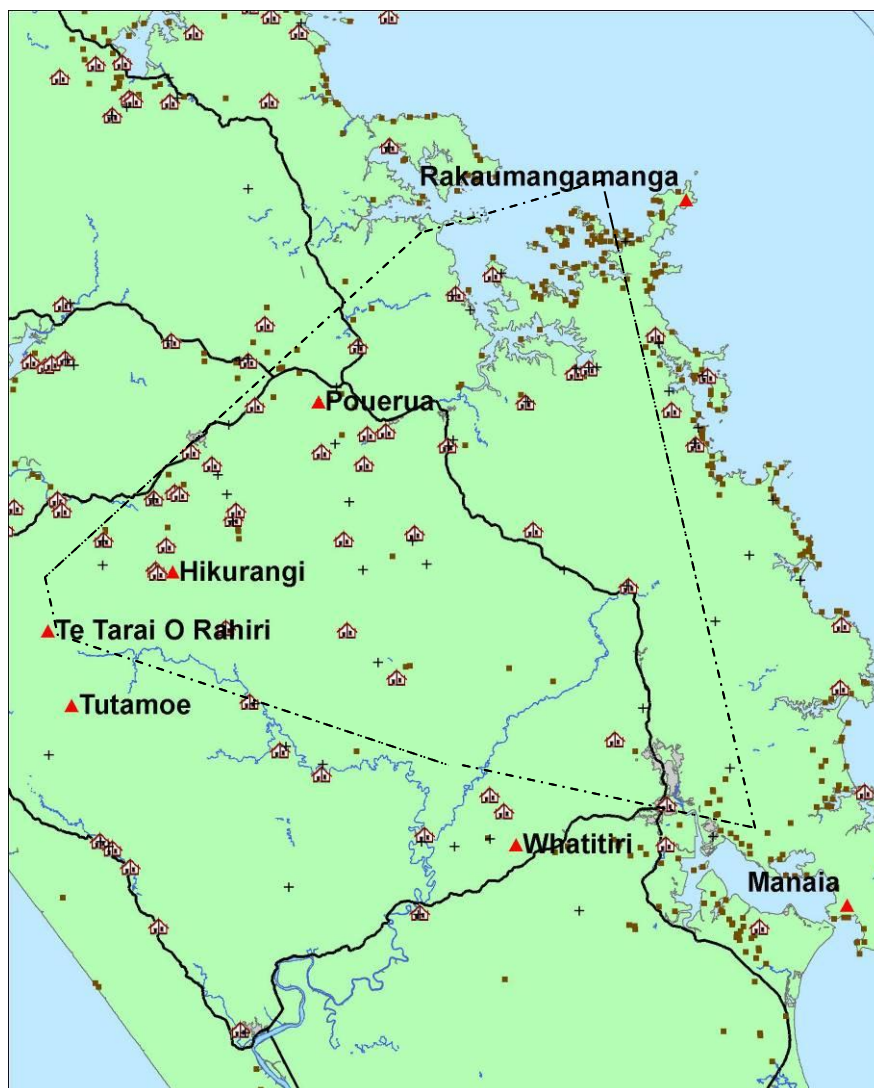 Rakaumangamanga
Pouerua
Hikurangi
Te Tarai O Rahiri
Tutamoe
Whatitiri
Manaia